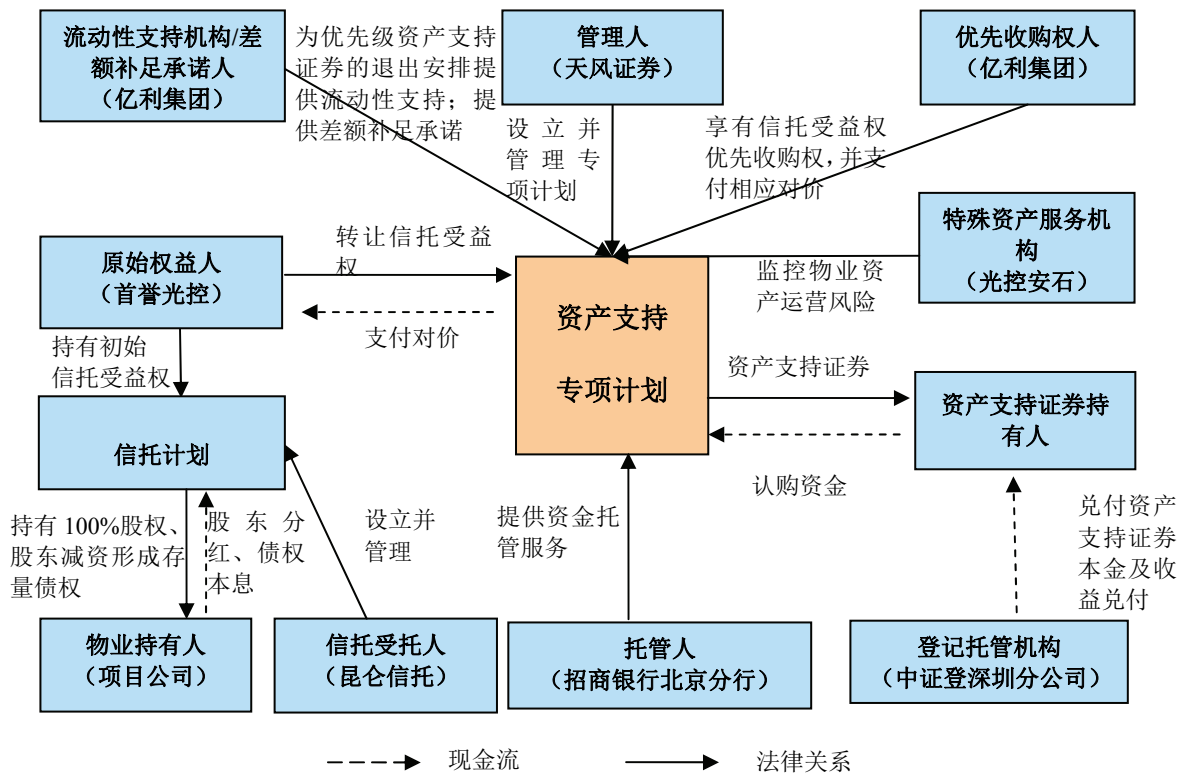 流动性支持机构/差
额补足承诺人
（亿利集团）
为优先级资产支持
证券的退出安排提
供流动性支持；提
供差额补足承诺
管理人
（天风证券）
优先收购权人
（亿利集团）
设立并
管理专
项计划
享有信托受益权
优先收购权，并支
付相应对价
特殊资产服务机
构
（光控安石）
原始权益人
（首誉光控）
转让信托受益
权
监控物业资
产运营风险
资产支持
专项计划
支付对价
持有初始
信托受益权
资产支持证券
资产支持证券持
有人
信托计划
认购资金
持有 100%股权、
股东减资形成存
量债权
股东分
红、债权
本息
设立并
管理
提供资金托
管服务
兑付资产
支持证券
本金及收
益兑付
物业持有人
（项目公司）
信托受托人
（昆仑信托）
托管人
（招商银行北京分行）
登记托管机构
（中证登深圳分公司）
现金流
法律关系